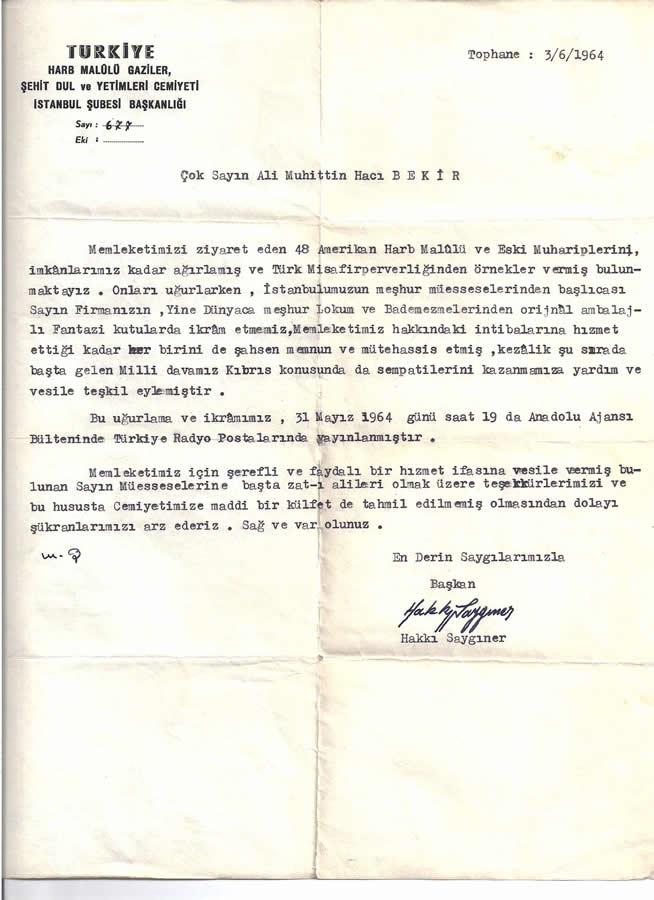 TÜRKİYE
HARB MALÛLÜ GAZİLER,
ŞEHİT DUL ve YETİMLERİ CEMİYETİ
İSTANBUL ŞUBESİ BAŞKANLIĞI
Sayı : 677
Eki :
Tophane : 3/6/1964
Çok Sayın Ali Muhittin Hacı B E K İ R
Memleketimizi ziyaret eden 48 Amerikan Harb Malûlü ve Eski Muhariplerini,
imkânlarımız kadar ağırlamış ve Türk Misafirperverliğinden örnekler vermiş bulun-
maktayız . Onları uğurlarken , İstanbulumuzun meşhur müesseselerinden başlıcası
Sayın Firmanızın ,Yine Dünyaca meşhur Lokum ve Bademezmelerinden orijnâl ambalaj-
lı Fantazi kutularda ikrâm etmemiz,Memleketimiz hakkındaki intibalarına hızmet
ettiği kadar her birini de şahsen memnun ve mütehassis etmiş ,kezâlik şu sırada
başta gelen Milli davamız Kıbrıs konusunda da sempatilerini kazanmamıza yardım ve
vesile teşkil eylemiştir .
Bu uğurlama ve ikrâmımız , 31 Mayız 1964 günü saat 19 da Anadolu Ajansı
Bülteninde Türkiye Radyo Postalarında yayınlanmıştır .
Memleketimiz için şerefli ve faydalı bir hızmet ifasına vesile vermiş bu-
lunan Sayın Müesseselerine başta zat-ı alileri olmak üzere teşekkürlerimizi ve
bu hususta Cemiyetimize maddi bir külfet de tahmil edilmemiş olmasından dolayı
şükranlarımızı arz ederiz . Sağ ve var olunuz .
En Derin Saygılarımızla
Başkan
Hakkı Saygıner
Hakkı Saygıner